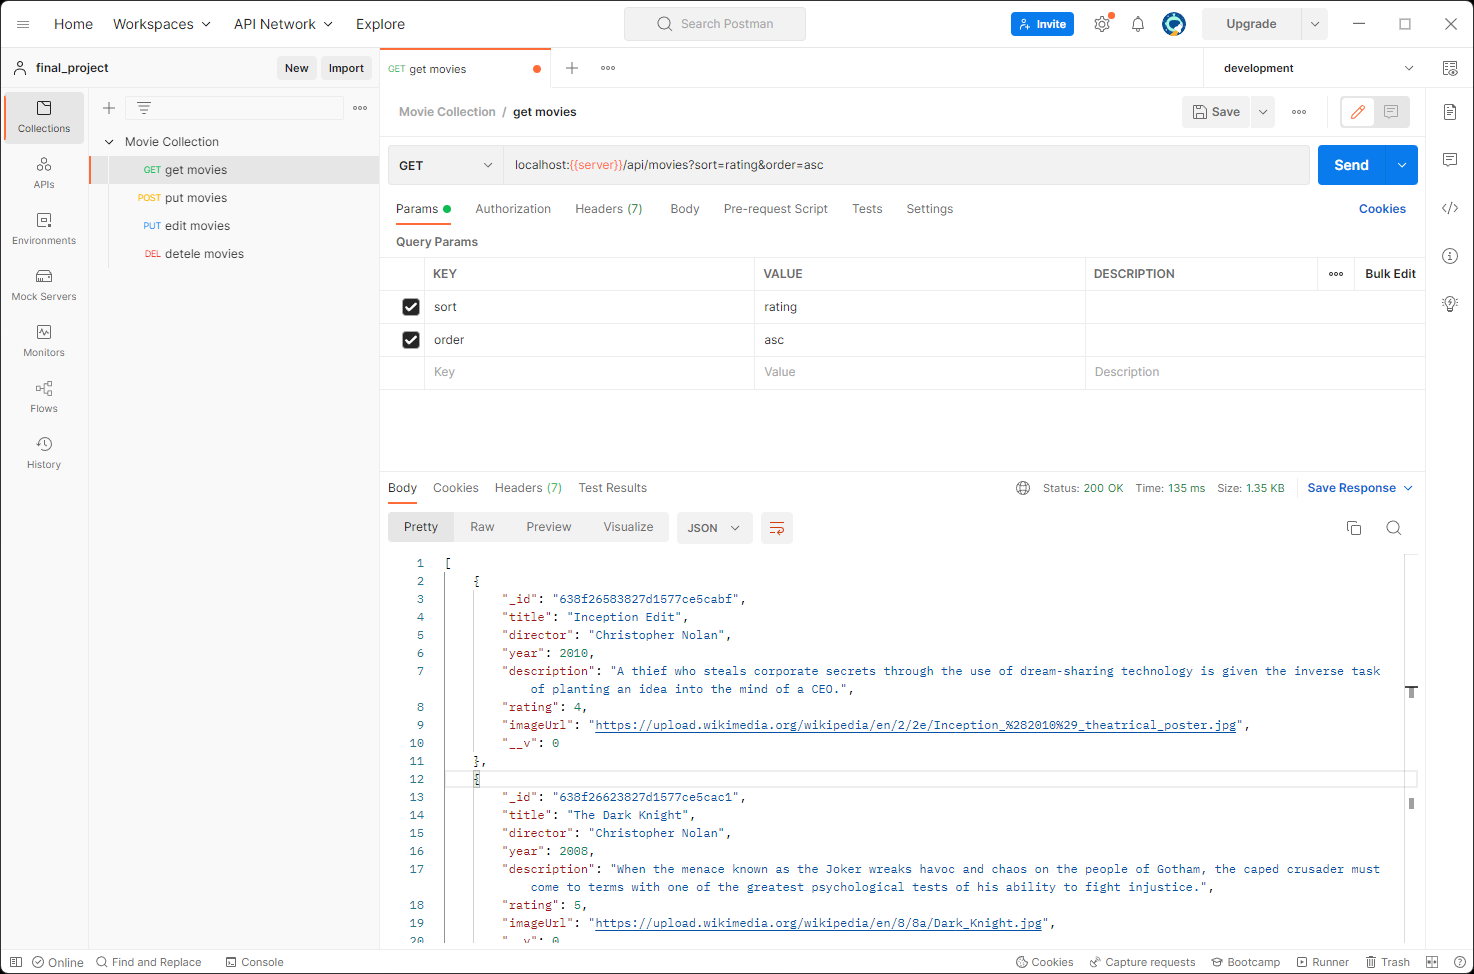 Home
Workspaces
API Network
Explore
Search Postman
Invite
Upgrade
final_project
New
Import
GET get movies
development
Collections
APIs
Environments
Mock Servers
Monitors
Flows
History
Movie Collection
GET get movies
POST put movies
PUT edit movies
DEL detele movies
Movie Collection / get movies
Save
GET
localhost:{{server}}/api/movies?sort=rating&order=asc
Send
Params
Authorization
Headers (7)
Body
Pre-request Script
Tests
Settings
Cookies
Query Params
KEY VALUE DESCRIPTION Bulk Edit
sort rating
order asc
Key Value Description
Body Cookies Headers (7) Test Results
Status: 200 OK Time: 135 ms Size: 1.35 KB Save Response
Pretty Raw Preview Visualize JSON
1 [
2 {
3 "_id": "638f26583827d1577ce5cabf",
4 "title": "Inception Edit",
5 "director": "Christopher Nolan",
6 "year": 2010,
7 "description": "A thief who steals corporate secrets through the use of dream-sharing technology is given the inverse task
of planting an idea into the mind of a CEO.",
8 "rating": 4,
9 "imageUrl": "https://upload.wikimedia.org/wikipedia/en/2/2e/Inception_%282010%29_theatrical_poster.jpg",
10 "__v": 0
11 },
12 {
13 "_id": "638f26623827d1577ce5cac1",
14 "title": "The Dark Knight",
15 "director": "Christopher Nolan",
16 "year": 2008,
17 "description": "When the menace known as the Joker wreaks havoc and chaos on the people of Gotham, the caped crusader must
come to terms with one of the greatest psychological tests of his ability to fight injustice.",
18 "rating": 5,
19 "imageUrl": "https://upload.wikimedia.org/wikipedia/en/8/8a/Dark_Knight.jpg",
20 "__v": 0
Online
Find and Replace
Console
Cookies
Capture requests
Bootcamp
Runner
Trash